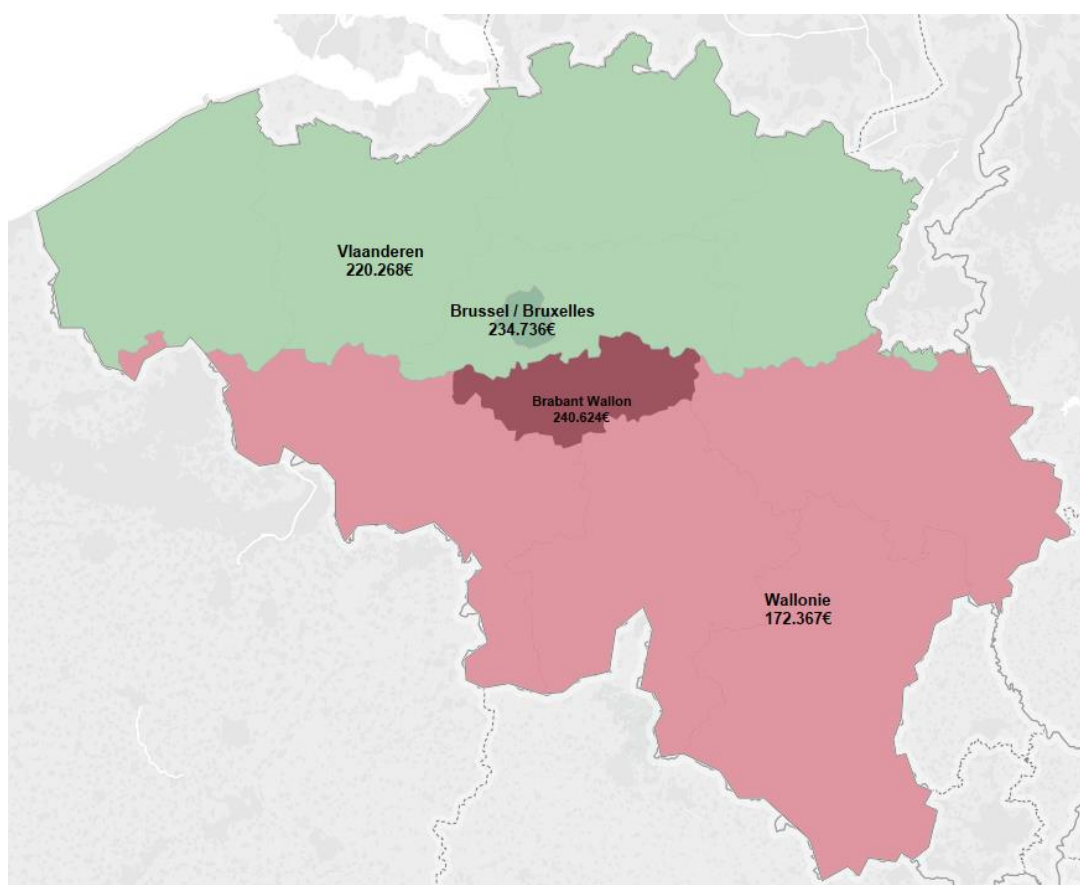 Vlaanderen
220.268€
Brussel / Bruxelles
234.736€
Brabant Wallon
240.624€
Wallonie
172.367€